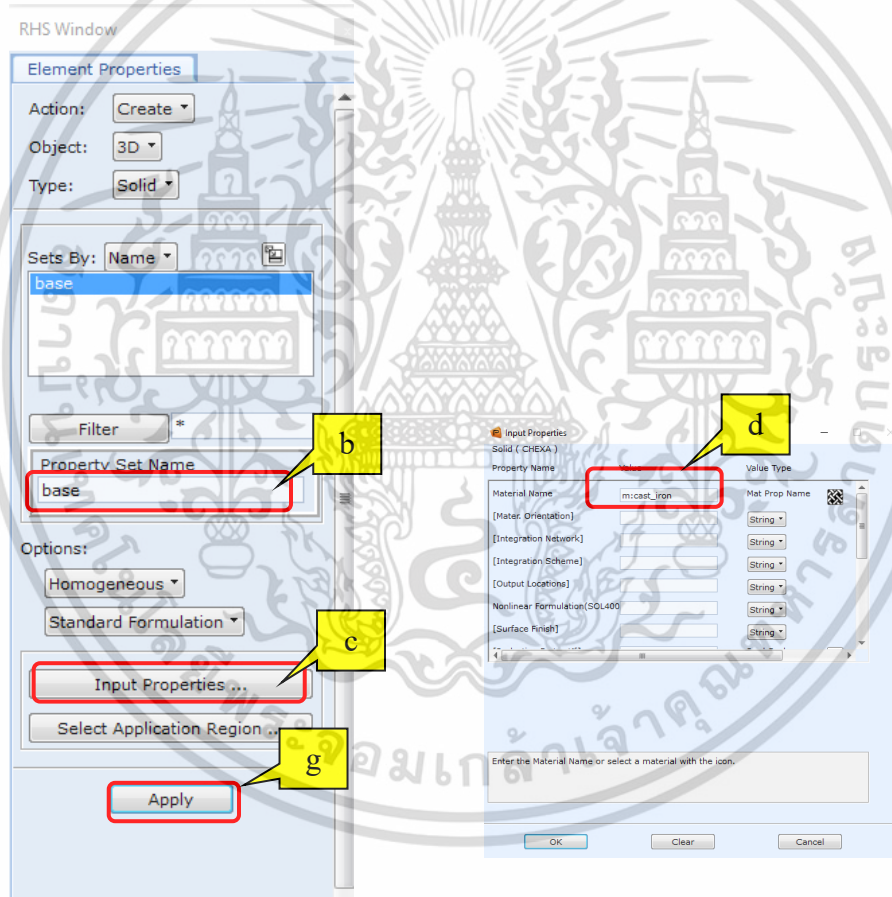 RHS Window
Element Properties
Action: Create
Object: 3D
Type: Solid
Sets By: Name
base
Filter *
b
Property Set Name
base
Options:
Homogeneous
Standard Formulation
c
Input Properties ...
Select Application Region ..
g
Apply
d
Input Properties
Solid ( CHEXA )
Property Name Value Value Type
Material Name m:cast_iron Mat Prop Name
[Mater. Orientation] String
[Integration Network] String
[Integration Scheme] String
[Output Locations] String
Nonlinear Formulation(SOL400 String
[Surface Finish] String
Enter the Material Name or select a material with the icon.
OK Clear Cancel